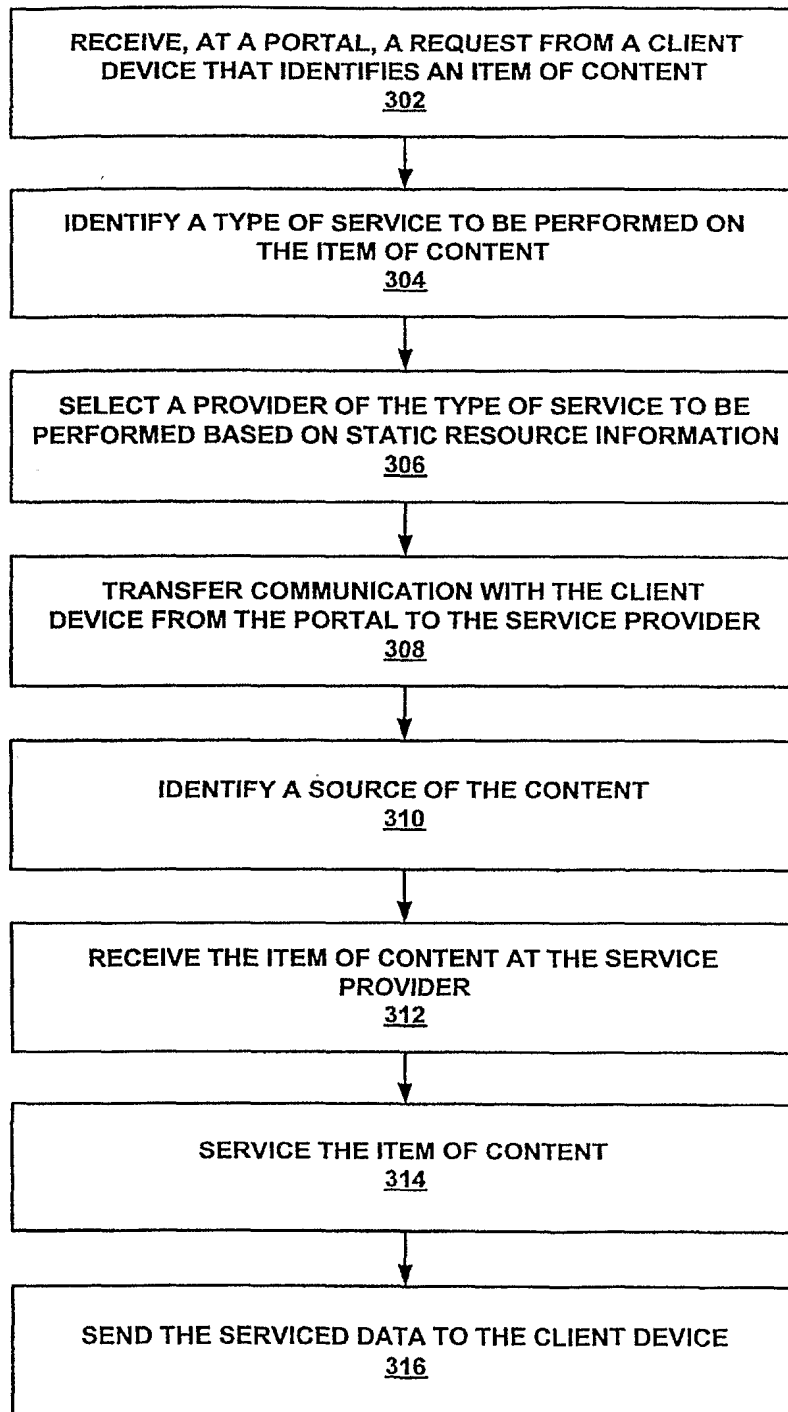 RECEIVE, AT A PORTAL, A REQUEST FROM A CLIENT
DEVICE THAT IDENTIFIES AN ITEM OF CONTENT
302
IDENTIFY A TYPE OF SERVICE TO BE PERFORMED ON
THE ITEM OF CONTENT
304
SELECT A PROVIDER OF THE TYPE OF SERVICE TO BE
PERFORMED BASED ON STATIC RESOURCE INFORMATION
306
TRANSFER COMMUNICATION WITH THE CLIENT
DEVICE FROM THE PORTAL TO THE SERVICE PROVIDER
308
IDENTIFY A SOURCE OF THE CONTENT
310
RECEIVE THE ITEM OF CONTENT AT THE SERVICE
PROVIDER
312
SERVICE THE ITEM OF CONTENT
314
SEND THE SERVICED DATA TO THE CLIENT DEVICE
316